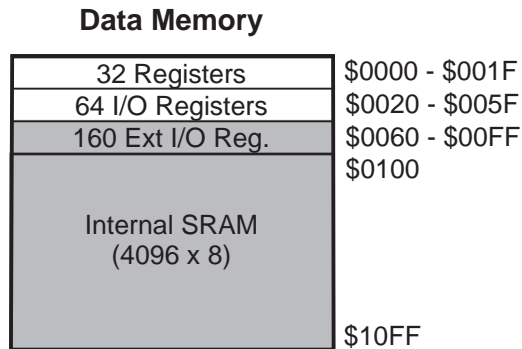 Data Memory
32 Registers $0000 - $001F
64 I/O Registers $0020 - $005F
160 Ext I/O Reg. $0060 - $00FF
$0100
Internal SRAM
(4096 x 8)
$10FF